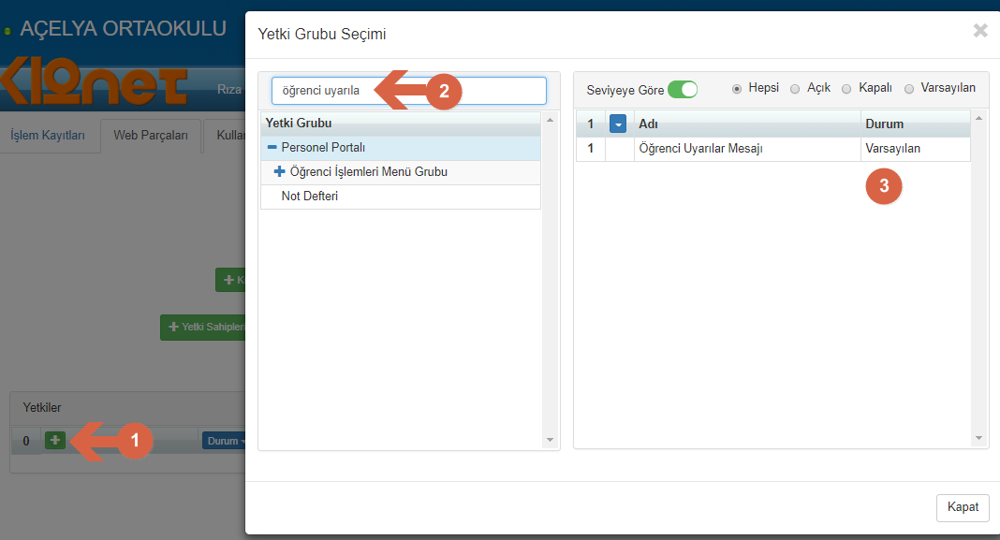 AÇELYA ORTAOKULU
K12net
Rıza
İşlem Kayıtları
Web Parçaları
Kullan
Yetki Sahipleri
Yetkiler
0
1
Durum
Yetki Grubu Seçimi
öğrenci uyarıla
2
Yetki Grubu
Personel Portalı
Öğrenci İşlemleri Menü Grubu
Not Defteri
Seviyeye Göre Hepsi Açık Kapalı Varsayılan
1 Adı Durum
1 Öğrenci Uyarılar Mesajı Varsayılan
3
Kapat